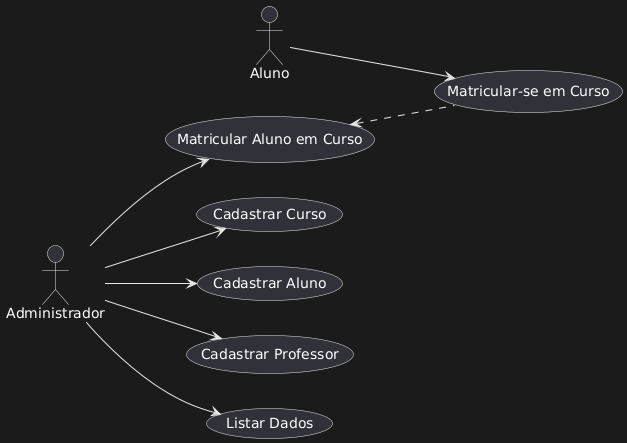 Aluno
Matricular-se em Curso
Matricular Aluno em Curso
Cadastrar Curso
Cadastrar Aluno
Administrador
Cadastrar Professor
Listar Dados